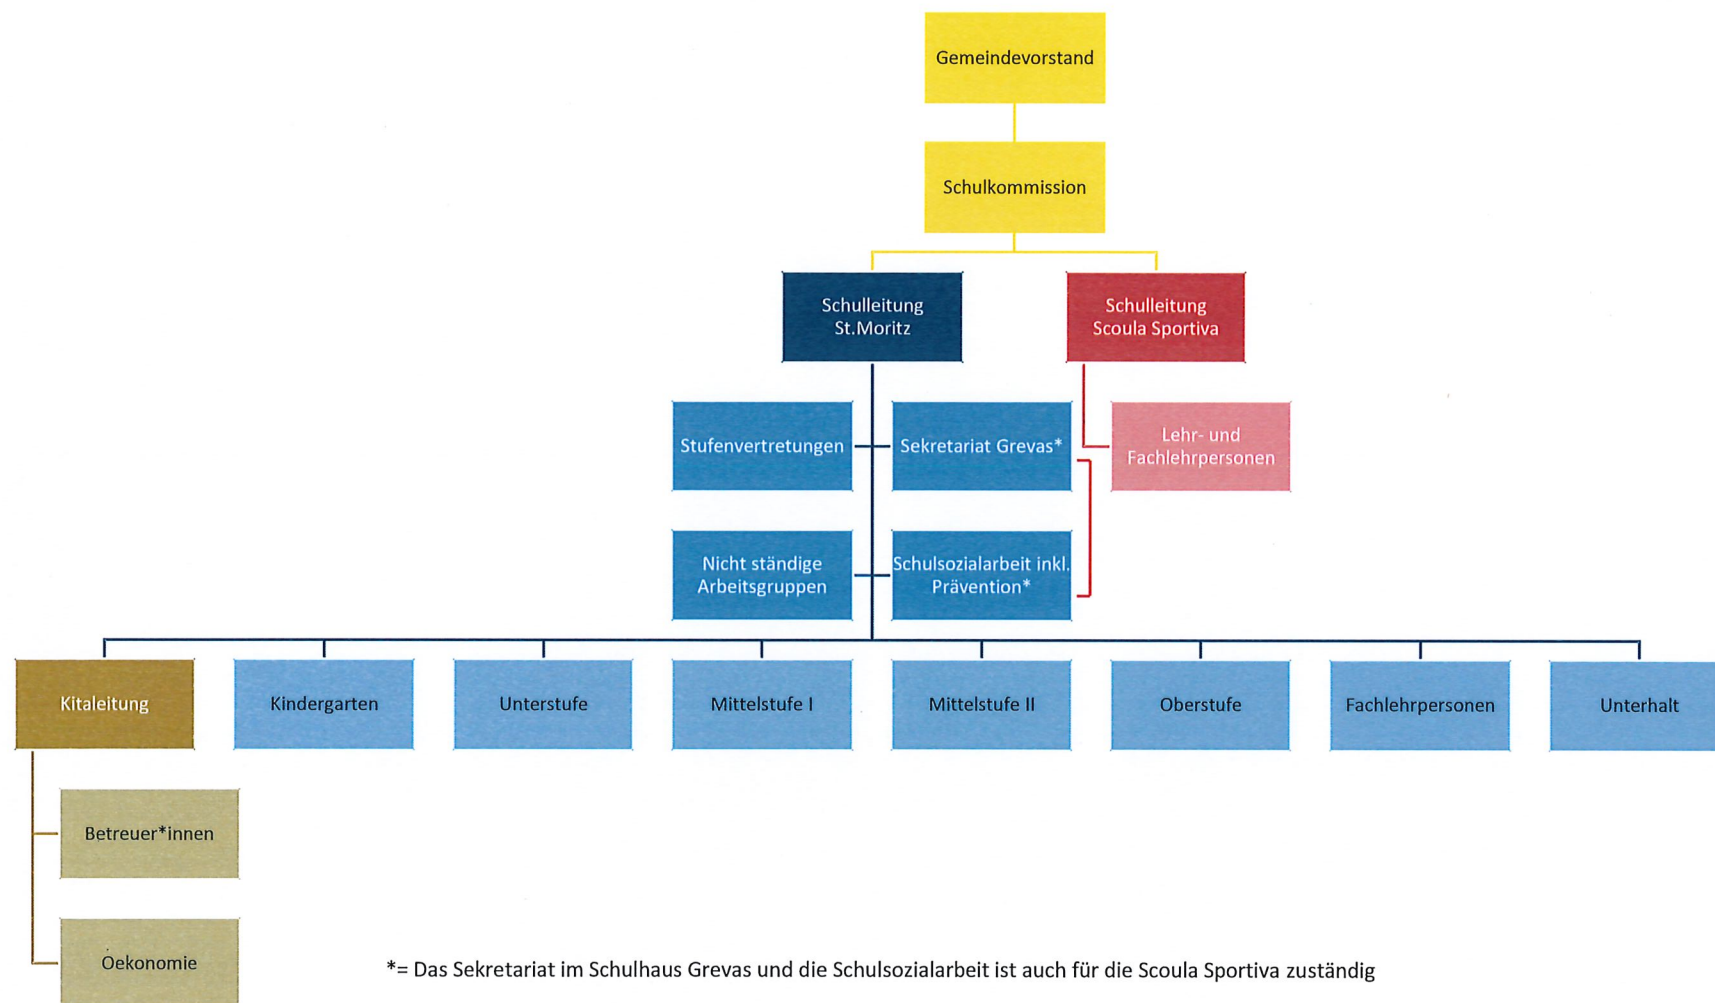 Gemeindevorstand
Schulkommission
Schulleitung
St.Moritz
Schulleitung
Scoula Sportiva
Stufenvertretungen
Sekretariat Grevas*
Lehr- und
Fachlehrpersonen
Nicht ständige
Arbeitsgruppen
Schulsozialarbeit inkl.
Prävention*
Kitaleitung
Kindergarten
Unterstufe
Mittelstufe I
Mittelstufe II
Oberstufe
Fachlehrpersonen
Unterhalt
Betreuer*innen
Oekonomie
*= Das Sekretariat im Schulhaus Grevas und die Schulsozialarbeit ist auch für die Scoula Sportiva zuständig